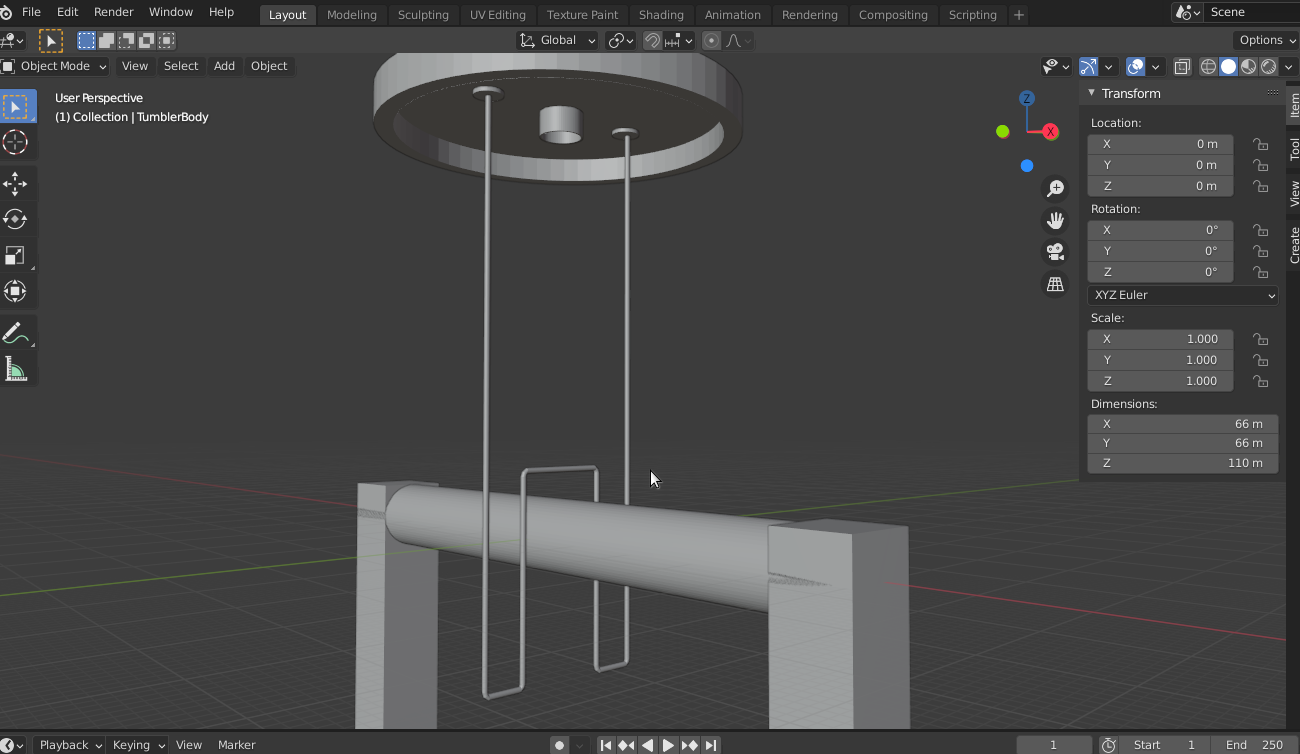 File Edit Render Window Help Layout Modeling Sculpting UV Editing Texture Paint Shading Animation Rendering Compositing Scripting + Scene
Global Options
Object Mode View Select Add Object
User Perspective
(1) Collection | TumblerBody
Z
X
Transform
Location:
X 0 m
Y 0 m
Z 0 m
Rotation:
X 0°
Y 0°
Z 0°
XYZ Euler
Scale:
X 1.000
Y 1.000
Z 1.000
Dimensions:
X 66 m
Y 66 m
Z 110 m
Item
Tool
View
Create
Playback Keying View Marker 1 Start 1 End 250